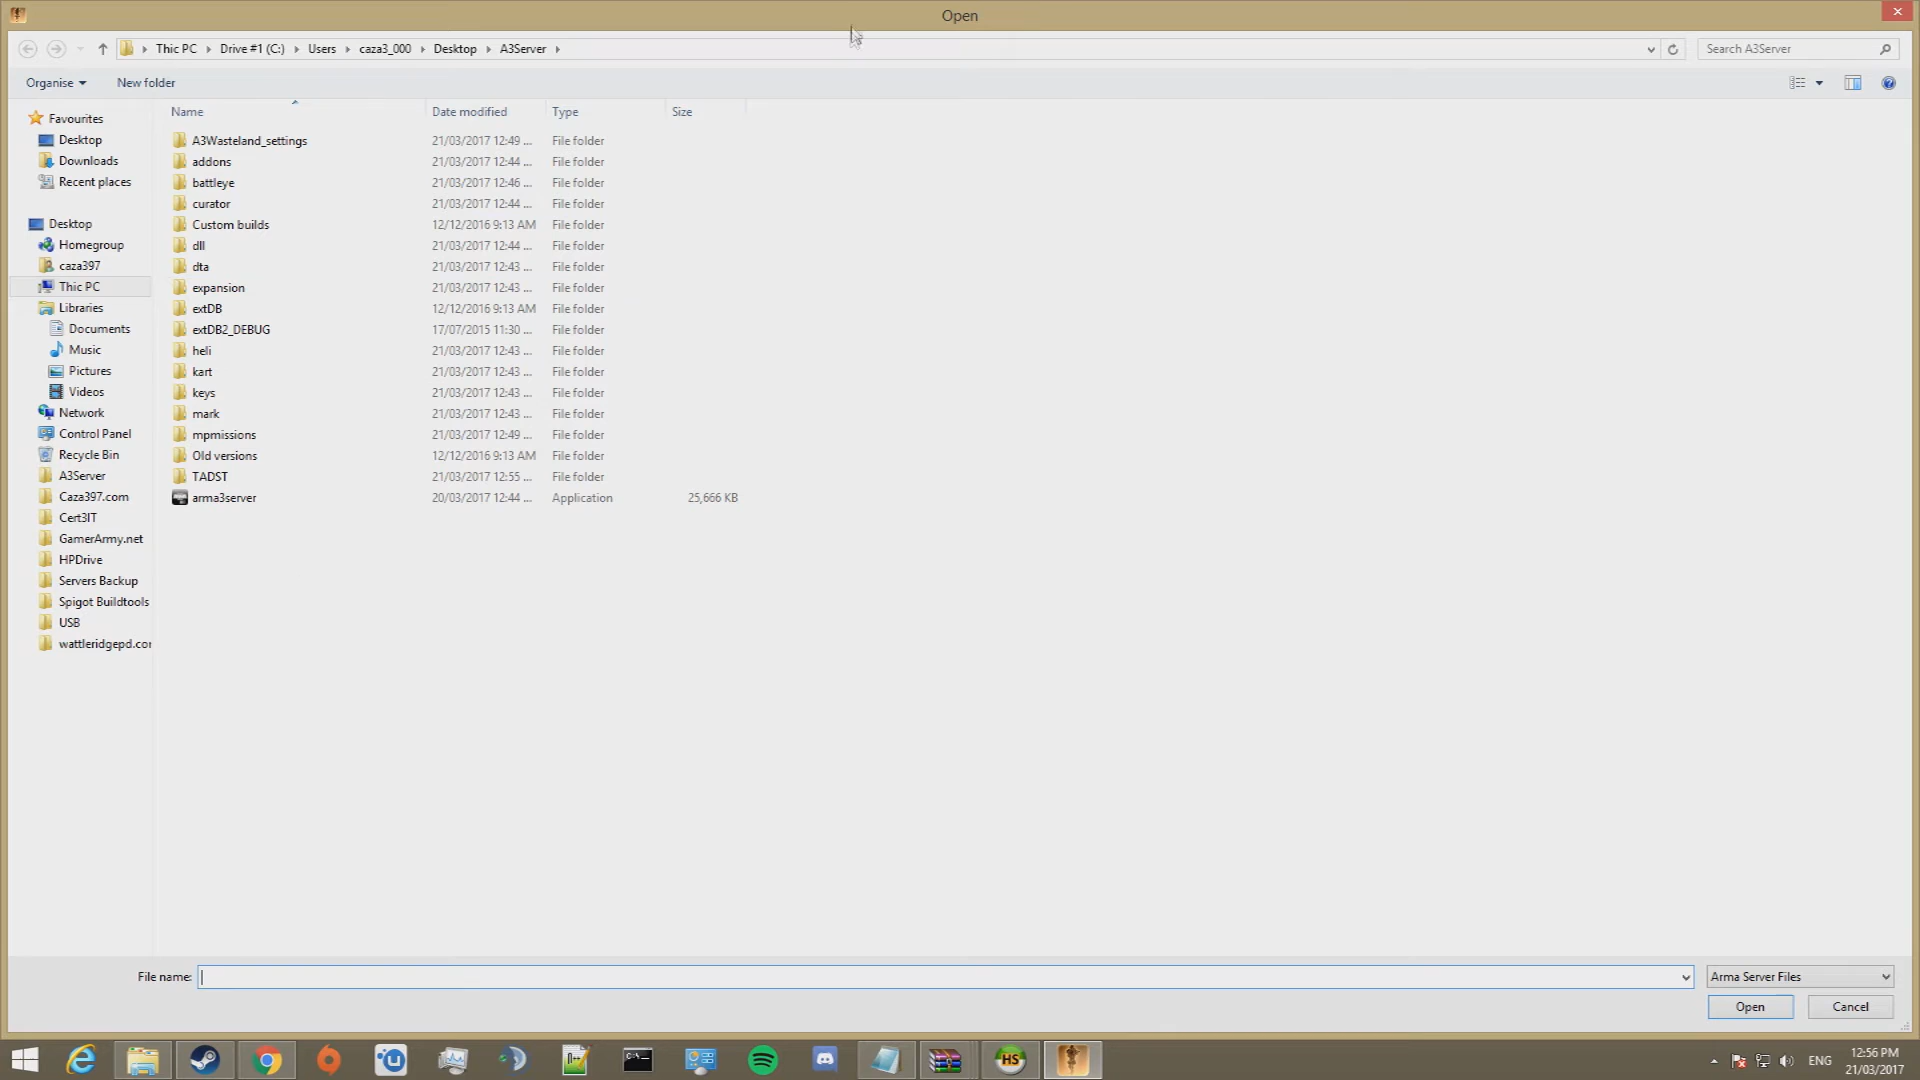 Open
Thic PC Drive #1 (C:) Users caza3_000 Desktop A3Server
Search A3Server
Organise New folder
Name Date modified Type Size
Favourites
Desktop
Downloads
Recent places
Desktop
Homegroup
caza397
Thic PC
Libraries
Documents
Music
Pictures
Videos
Network
Control Panel
Recycle Bin
A3Server
Caza397.com
Cert3IT
GamerArmy.net
HPDrive
Servers Backup
Spigot Buildtools
USB
wattleridgepd.cor
A3Wasteland_settings 21/03/2017 12:49 ... File folder
addons 21/03/2017 12:44 ... File folder
battleye 21/03/2017 12:46 ... File folder
curator 21/03/2017 12:44 ... File folder
Custom builds 12/12/2016 9:13 AM File folder
dll 21/03/2017 12:44 ... File folder
dta 21/03/2017 12:43 ... File folder
expansion 21/03/2017 12:43 ... File folder
extDB 12/12/2016 9:13 AM File folder
extDB2_DEBUG 17/07/2015 11:30 ... File folder
heli 21/03/2017 12:43 ... File folder
kart 21/03/2017 12:43 ... File folder
keys 21/03/2017 12:43 ... File folder
mark 21/03/2017 12:43 ... File folder
mpmissions 21/03/2017 12:49 ... File folder
Old versions 12/12/2016 9:13 AM File folder
TADST 21/03/2017 12:55 ... File folder
arma3server 20/03/2017 12:44 ... Application 25,666 KB
File name:
Arma Server Files
Open Cancel
HS
ENG
12:56 PM
21/03/2017